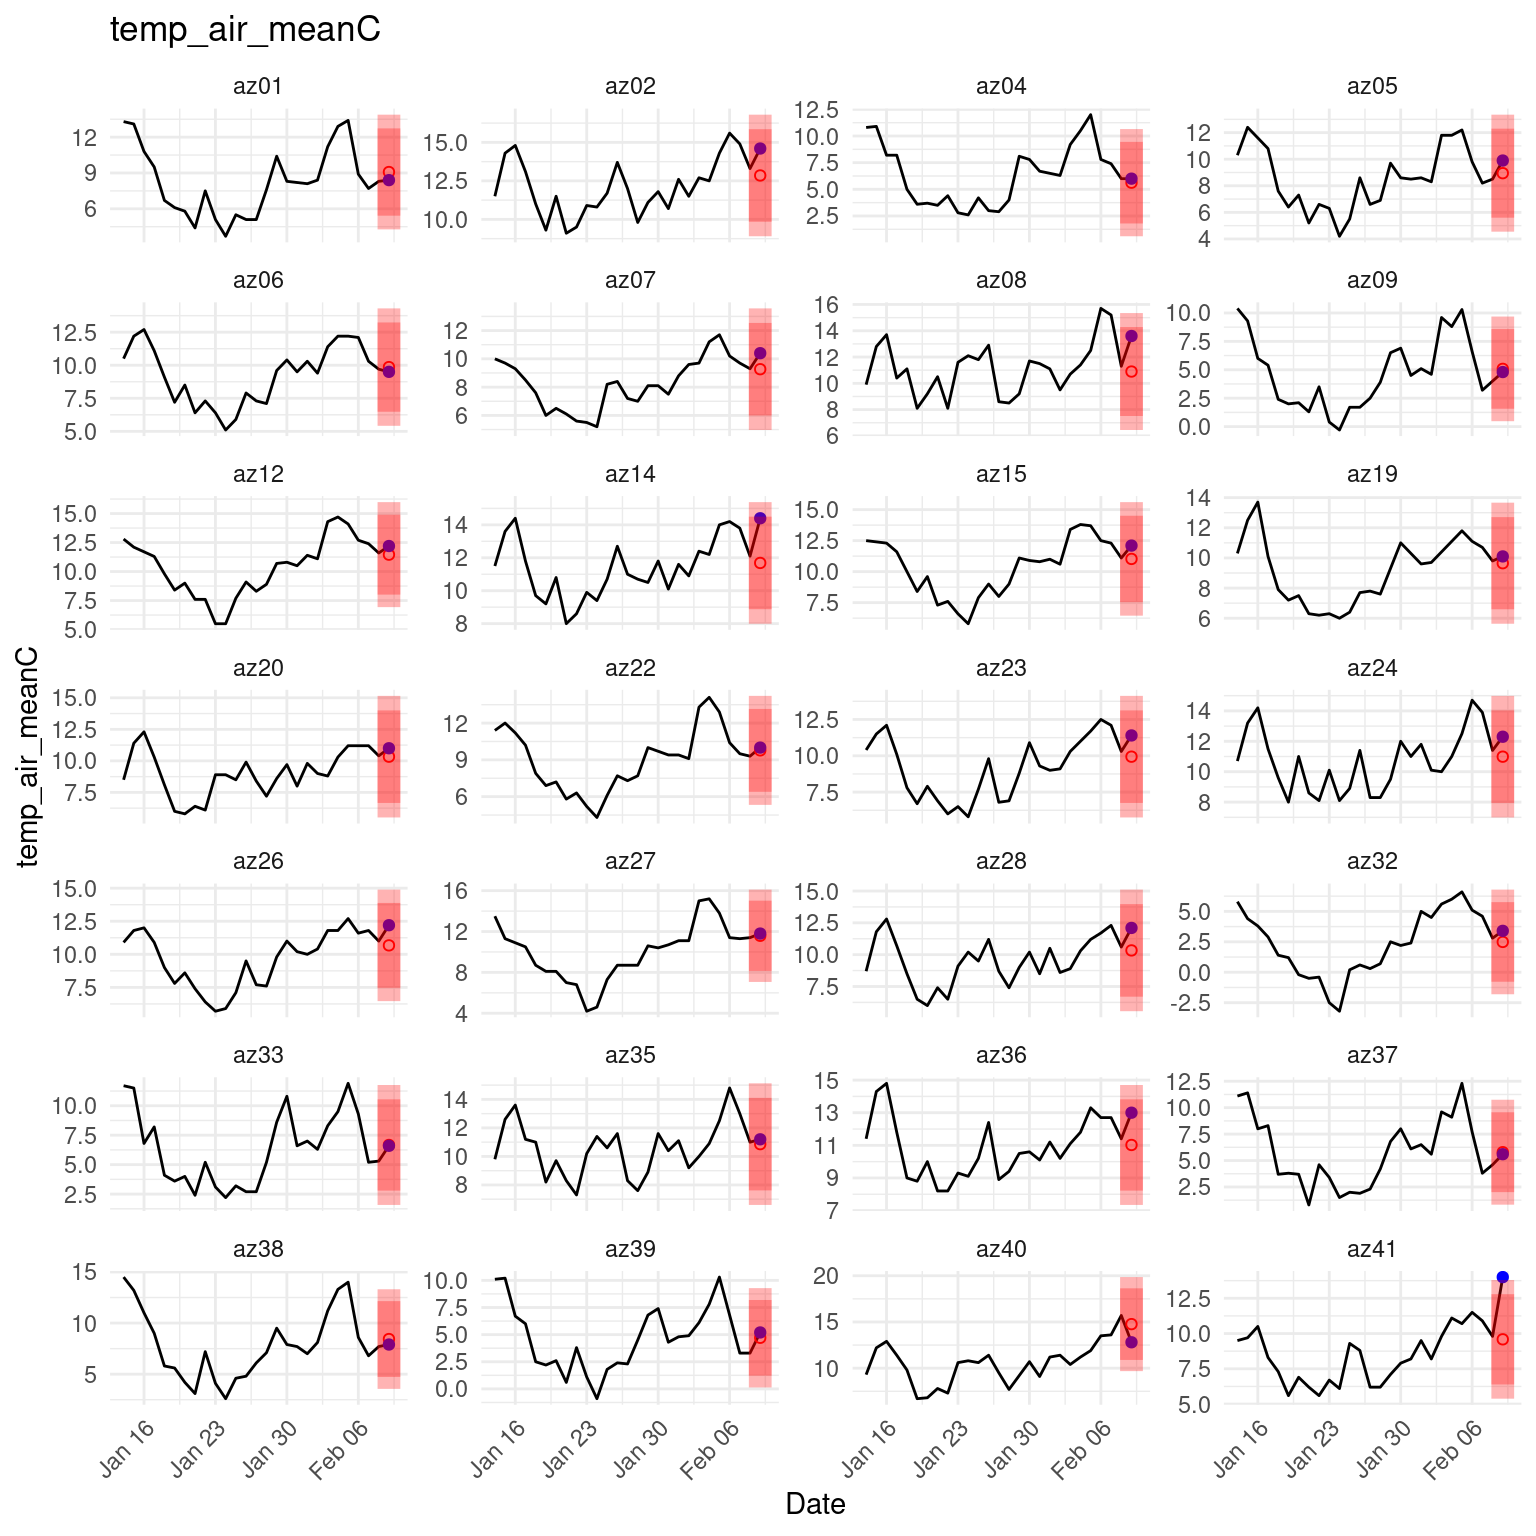 temp_air_meanC
az01 az02 az04 az05
12 9 6
15.0 12.5 10.0
12.5 10.0 7.5 5.0 2.5
12 10 8 6 4
az06 az07 az08 az09
12.5 10.0 7.5 5.0
12 10 8 6
16 14 12 10 8 6
10.0 7.5 5.0 2.5 0.0
az12 az14 az15 az19
15.0 12.5 10.0 7.5 5.0
14 12 10 8
15.0 12.5 10.0 7.5
14 12 10 8 6
temp_air_meanC
az20 az22 az23 az24
15.0 12.5 10.0 7.5
12 9 6
12.5 10.0 7.5
14 12 10 8
az26 az27 az28 az32
15.0 12.5 10.0 7.5
16 12 8 4
15.0 12.5 10.0 7.5
5.0 2.5 0.0 -2.5
az33 az35 az36 az37
10.0 7.5 5.0 2.5
14 12 10 8
15 13 11 9 7
12.5 10.0 7.5 5.0 2.5
az38 az39 az40 az41
15 10 5
10.0 7.5 5.0 2.5 0.0
20 15 10
12.5 10.0 7.5 5.0
Jan 16 Jan 23 Jan 30 Feb 06
Jan 16 Jan 23 Jan 30 Feb 06
Jan 16 Jan 23 Jan 30 Feb 06
Jan 16 Jan 23 Jan 30 Feb 06
Date